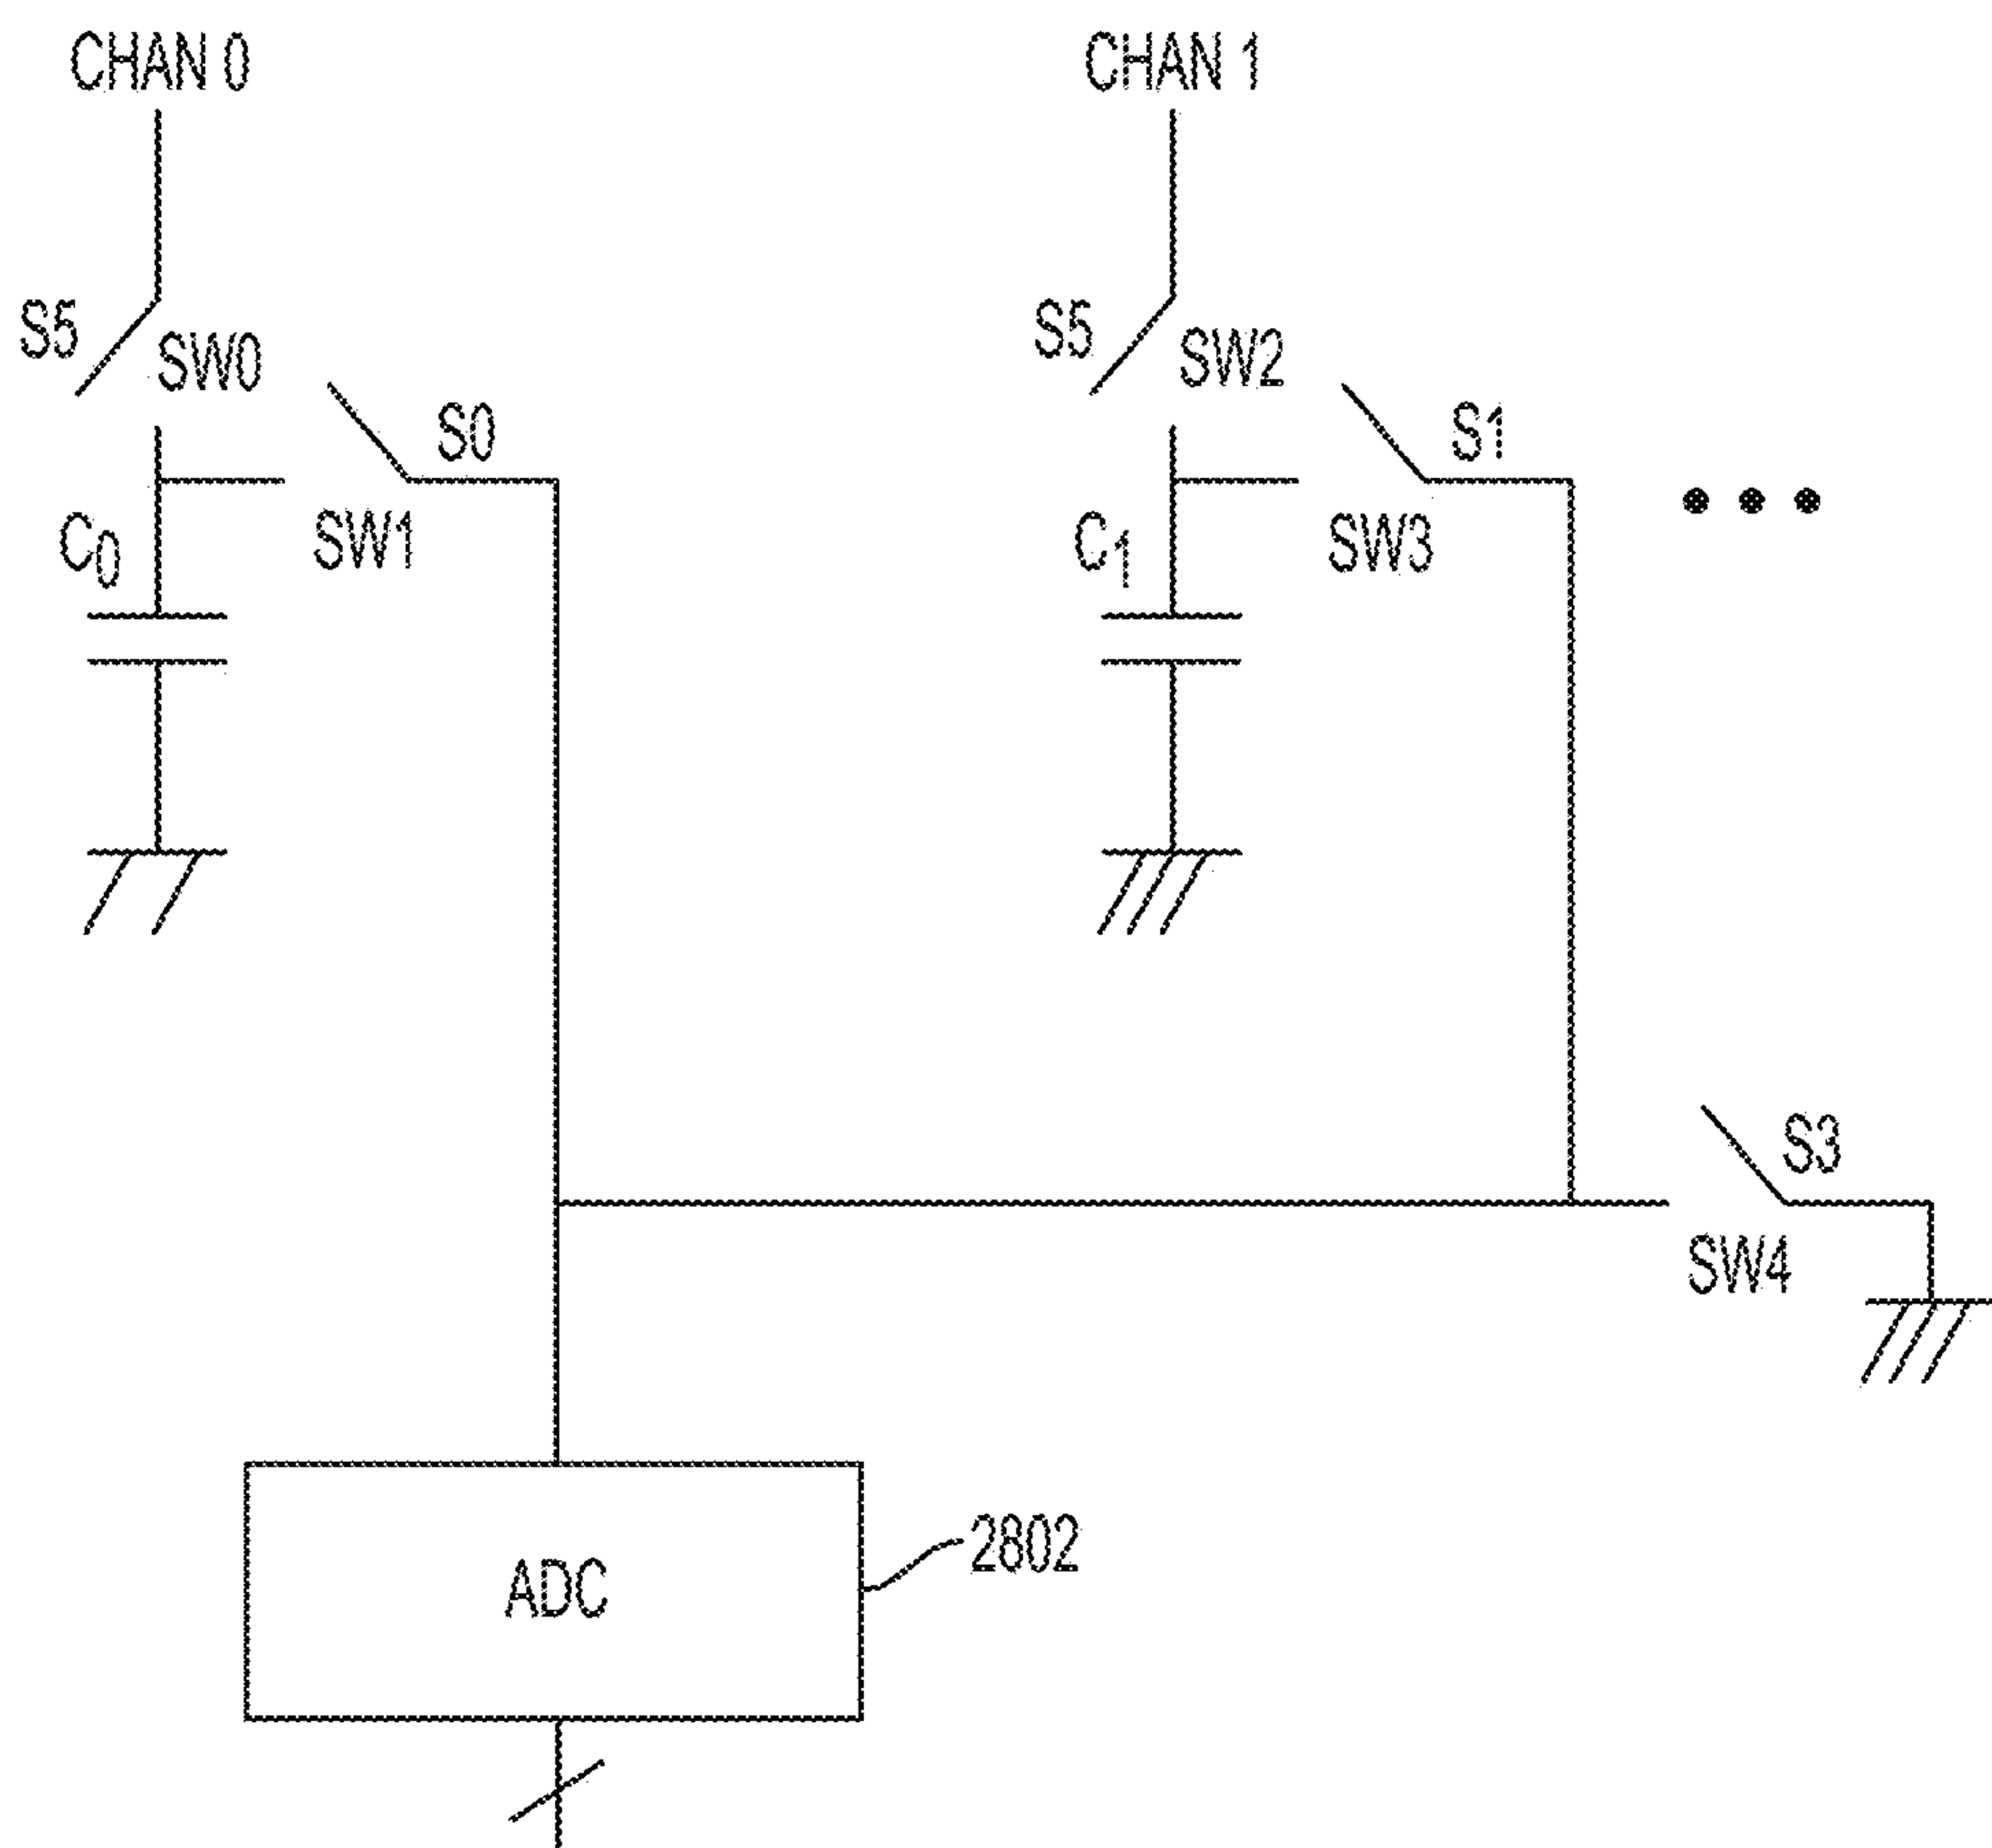 CHAN 0
CHAN 1
S5
SW0
S0
S5
SW2
S1
C0
SW1
C1
SW3
S3
SW4
2802
ADC